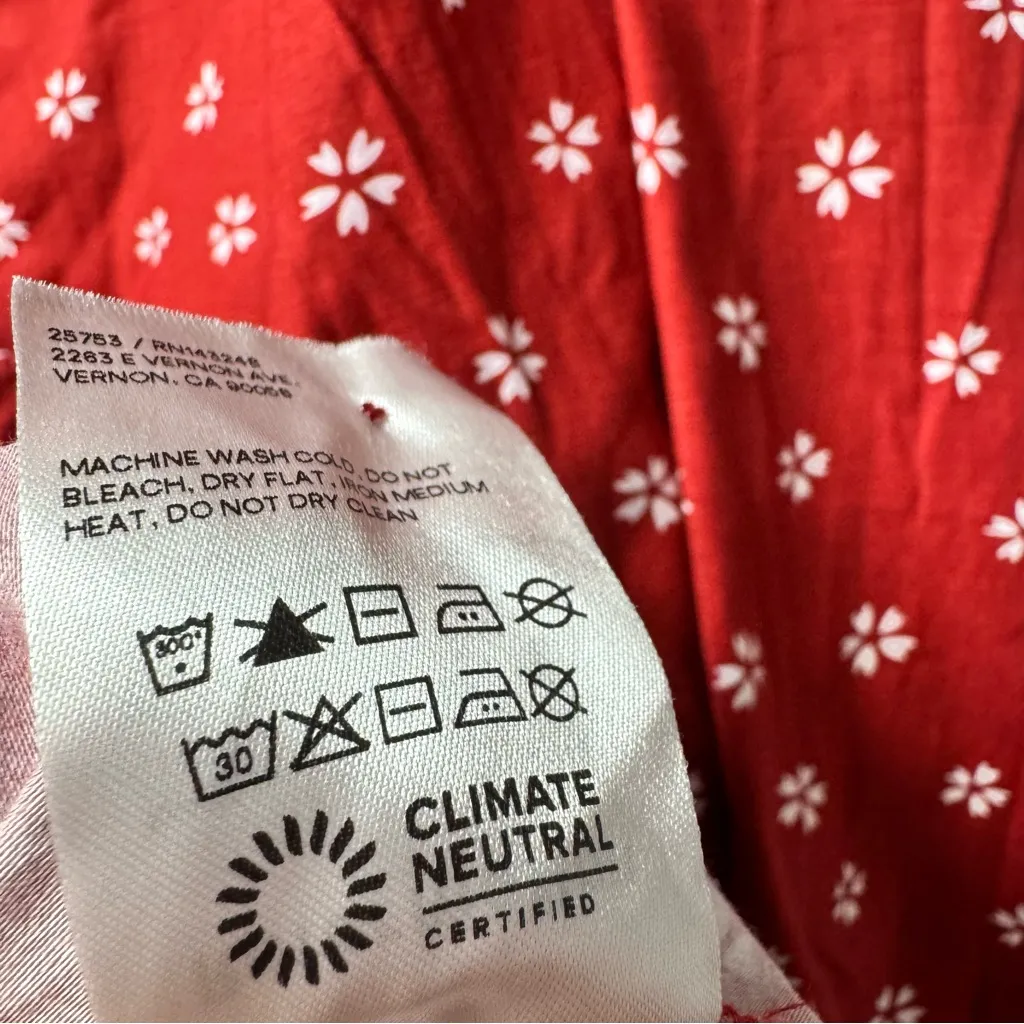 25753 / RN143248
2263 E VERNON AVE.
VERNON, CA 90058
MACHINE WASH COLD, DO NOT
BLEACH, DRY FLAT, IRON MEDIUM
HEAT, DO NOT DRY CLEAN
30
CLIMATE
NEUTRAL
CERTIFIED